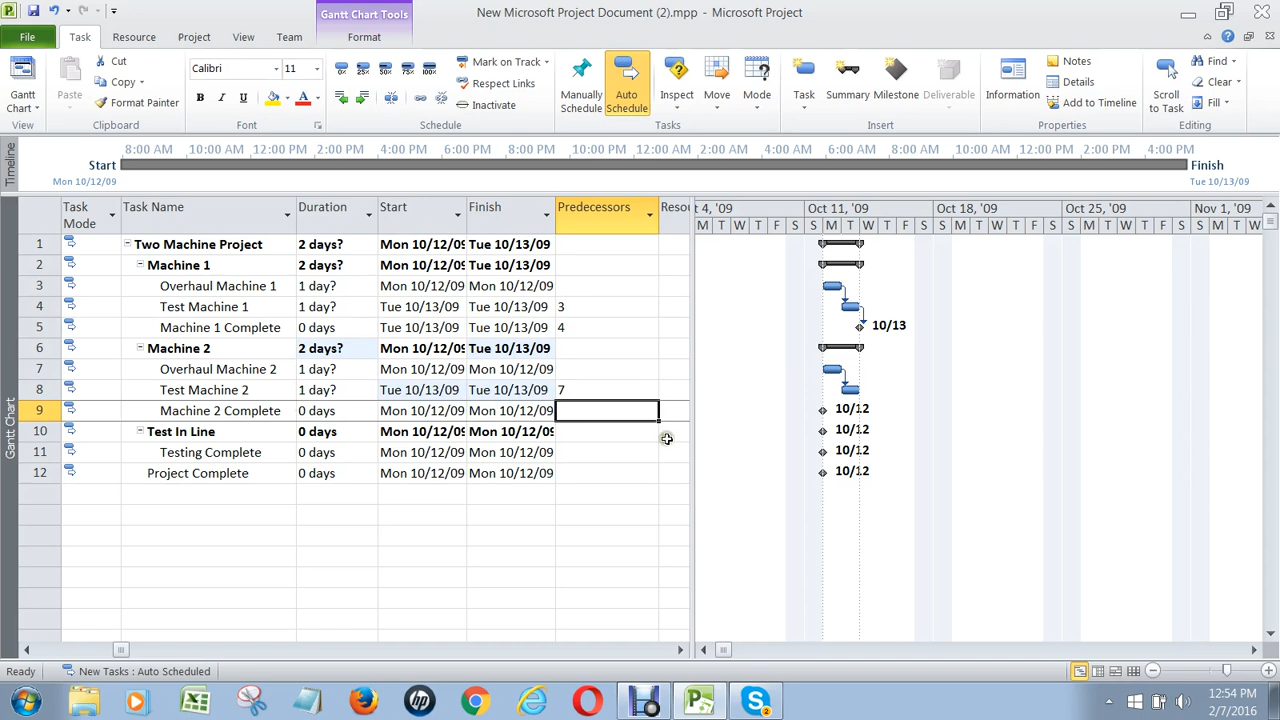 Gantt Chart Tools
New Microsoft Project Document (2).mpp - Microsoft Project
File Task Resource Project View Team Format
Gantt Chart
Paste
Cut
Copy
Format Painter
Calibri 11
B I U A
0% 25% 50% 75% 100%
Mark on Track
Respect Links
Inactivate
Manually Schedule
Auto Schedule
Inspect
Move
Mode
Task
Summary
Milestone
Deliverable
Information
Notes
Details
Add to Timeline
Scroll to Task
Find
Clear
Fill
View Clipboard Font Schedule Tasks Insert Properties Editing
Timeline
8:00 AM 10:00 AM 12:00 PM 2:00 PM 4:00 PM 6:00 PM 8:00 PM 10:00 PM 12:00 AM 2:00 AM 4:00 AM 6:00 AM 8:00 AM 10:00 AM 12:00 PM 2:00 PM 4:00 PM
Start Finish
Mon 10/12/09 Tue 10/13/09
Gantt Chart
Task Mode Task Name Duration Start Finish Predecessors Resou
t 4, '09 Oct 11, '09 Oct 18, '09 Oct 25, '09 Nov 1, '09
M T W T F S S M T W T F S S M T W T F S S M T W T F S S M T W
1 Two Machine Project 2 days? Mon 10/12/09 Tue 10/13/09
2 Machine 1 2 days? Mon 10/12/09 Tue 10/13/09
3 Overhaul Machine 1 1 day? Mon 10/12/09 Mon 10/12/09
4 Test Machine 1 1 day? Tue 10/13/09 Tue 10/13/09 3
5 Machine 1 Complete 0 days Tue 10/13/09 Tue 10/13/09 4 10/13
6 Machine 2 2 days? Mon 10/12/09 Tue 10/13/09
7 Overhaul Machine 2 1 day? Mon 10/12/09 Mon 10/12/09
8 Test Machine 2 1 day? Tue 10/13/09 Tue 10/13/09 7
9 Machine 2 Complete 0 days Mon 10/12/09 Mon 10/12/09 10/12
10 Test In Line 0 days Mon 10/12/09 Mon 10/12/09 10/12
11 Testing Complete 0 days Mon 10/12/09 Mon 10/12/09 10/12
12 Project Complete 0 days Mon 10/12/09 Mon 10/12/09 10/12
Ready New Tasks : Auto Scheduled
12:54 PM
2/7/2016